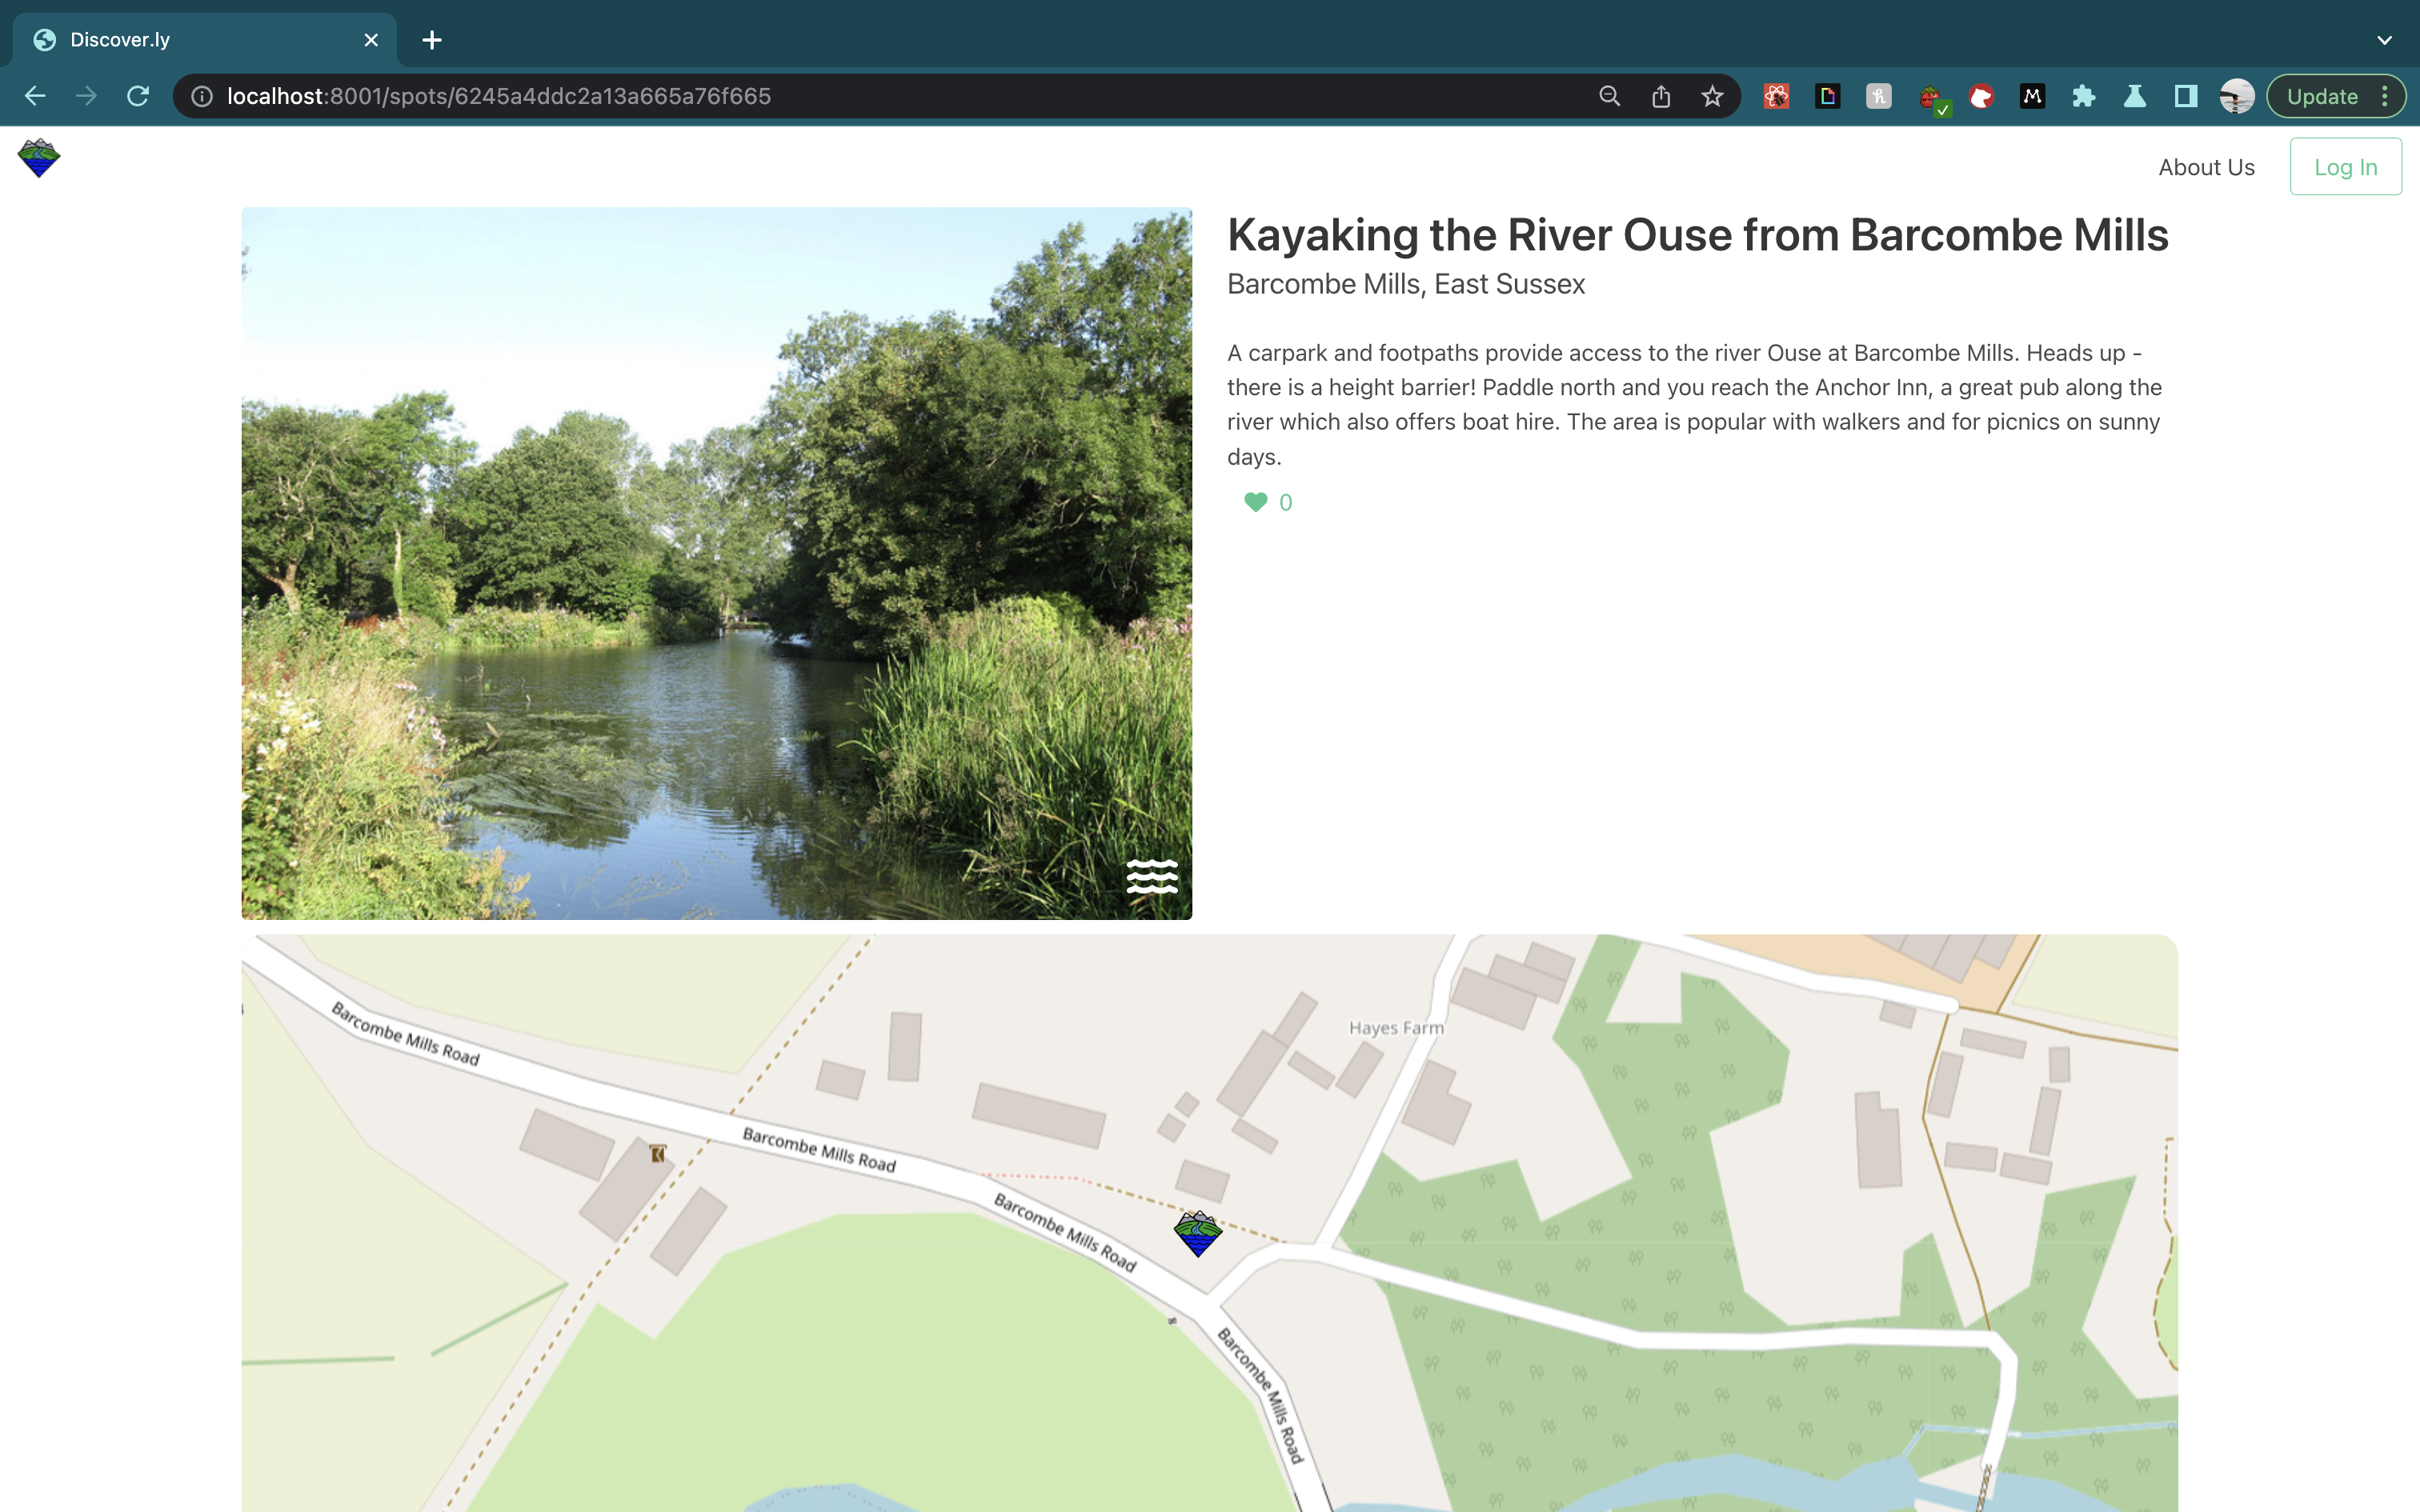 Discover.ly
localhost:8001/spots/6245a4ddc2a13a665a76f665
Update
About Us
Log In
Kayaking the River Ouse from Barcombe Mills
Barcombe Mills, East Sussex
A carpark and footpaths provide access to the river Ouse at Barcombe Mills. Heads up -
there is a height barrier! Paddle north and you reach the Anchor Inn, a great pub along the
river which also offers boat hire. The area is popular with walkers and for picnics on sunny
days.
0
Hayes Farm
Barcombe Mills Road
Barcombe Mills Road
Barcombe Mills Road
Barcombe Mills Road